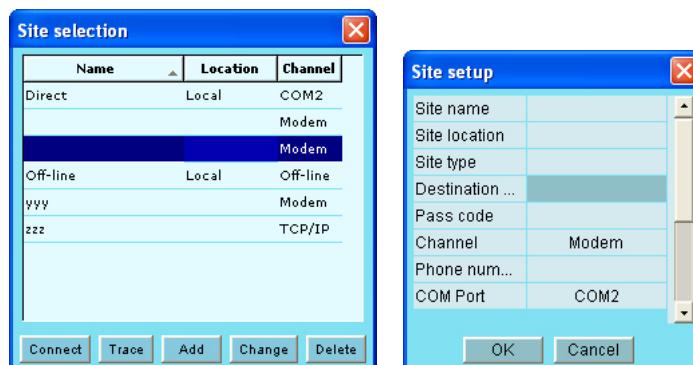 Site selection
Name Location Channel
Direct Local COM2
Modem
Modem
Off-line Local Off-line
yyy Modem
zzz TCP/IP
Connect Trace Add Change Delete
Site setup
Site name
Site location
Site type
Destination ...
Pass code
Channel Modem
Phone num...
COM Port COM2
OK Cancel